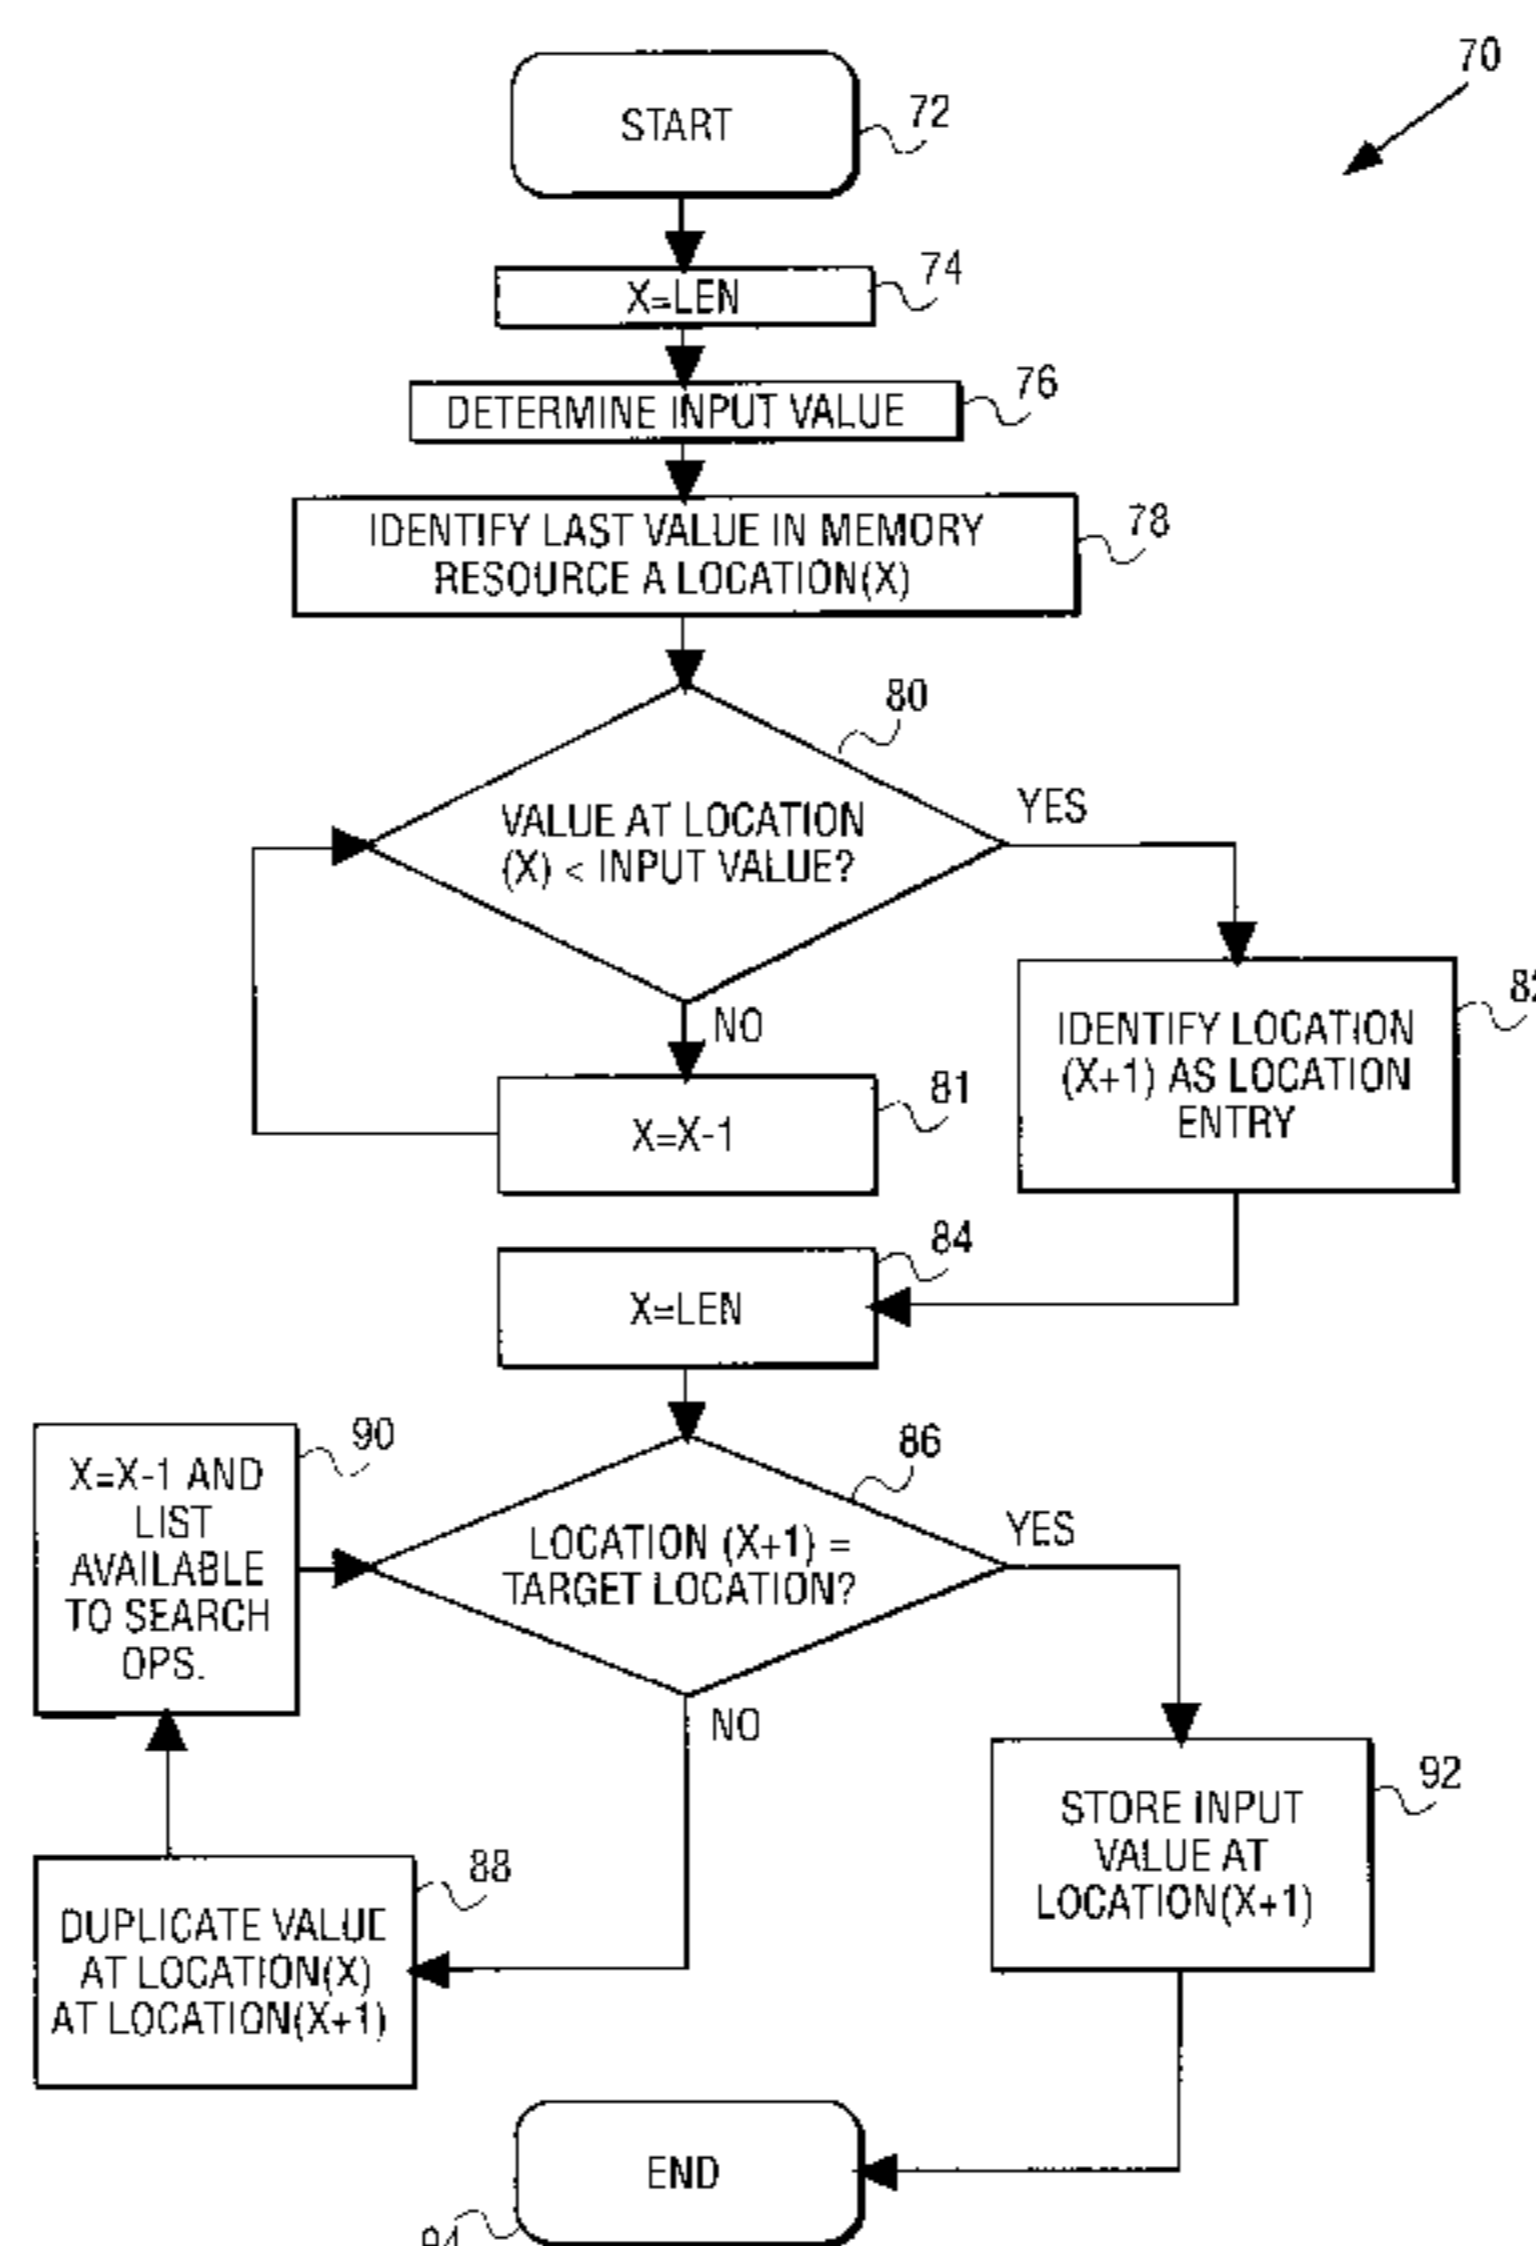 70
START
72
X=LEN
74
DETERMINE INPUT VALUE
76
IDENTIFY LAST VALUE IN MEMORY
RESOURCE A LOCATION(X)
78
80
VALUE AT LOCATION
(X) < INPUT VALUE?
YES
NO
IDENTIFY LOCATION
(X+1) AS LOCATION
ENTRY
X=X-1
81
X=LEN
84
X=X-1 AND
LIST
AVAILABLE
TO SEARCH
OPS.
90
86
LOCATION (X+1) =
TARGET LOCATION?
YES
NO
STORE INPUT
VALUE AT
LOCATION(X+1)
92
DUPLICATE VALUE
AT LOCATION(X)
AT LOCATION(X+1)
88
END